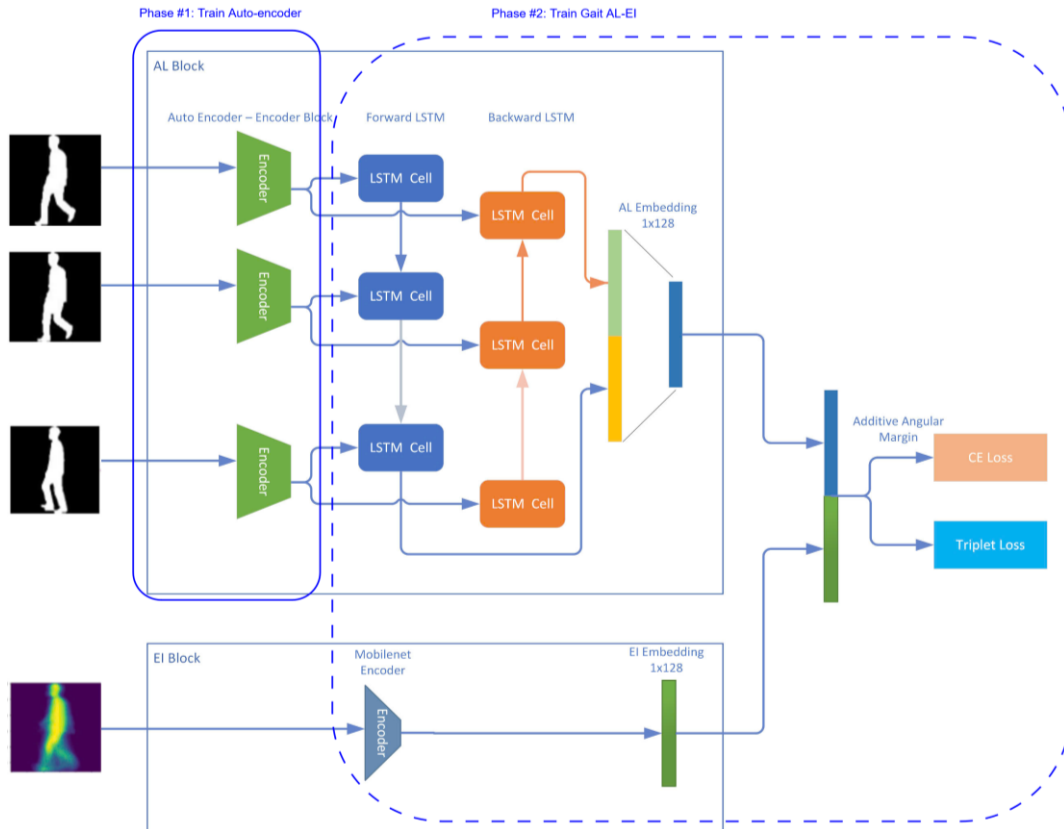 Phase #1: Train Auto-encoder
Phase #2: Train Gait AL-EI
AL Block
Auto Encoder – Encoder Block
Forward LSTM
Backward LSTM
Encoder
LSTM Cell
LSTM Cell
AL Embedding
1x128
Encoder
LSTM Cell
LSTM Cell
Encoder
LSTM Cell
LSTM Cell
Additive Angular
Margin
CE Loss
Triplet Loss
EI Block
Mobilenet
Encoder
Encoder
EI Embedding
1x128